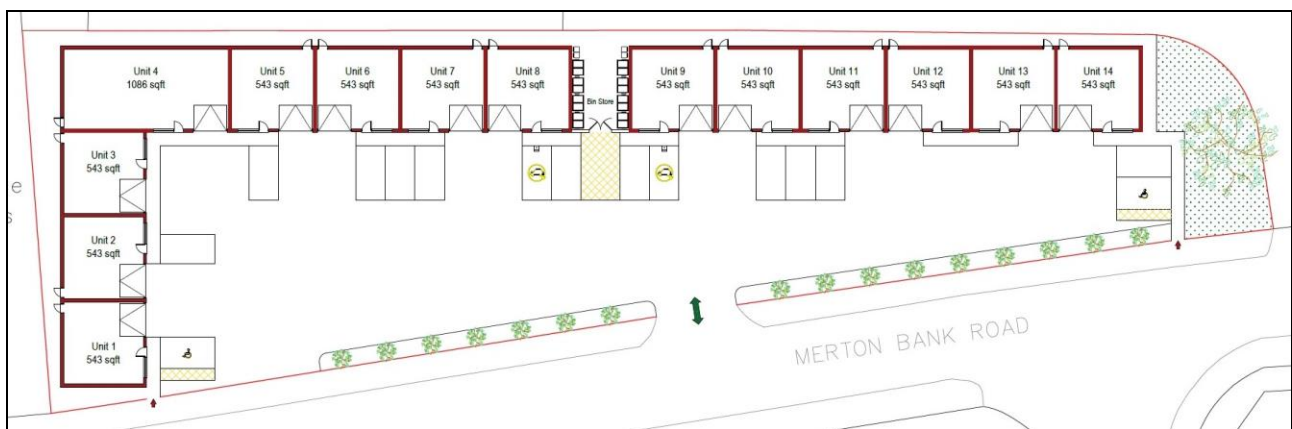 Unit 4
1086 sqft
Unit 5
543 sqft
Unit 6
543 sqft
Unit 7
543 sqft
Unit 8
543 sqft
Bin Store
Unit 9
543 sqft
Unit 10
543 sqft
Unit 11
543 sqft
Unit 12
543 sqft
Unit 13
543 sqft
Unit 14
543 sqft
Unit 3
543 sqft
e
s
Unit 2
543 sqft
Unit 1
543 sqft
MERTON BANK ROAD